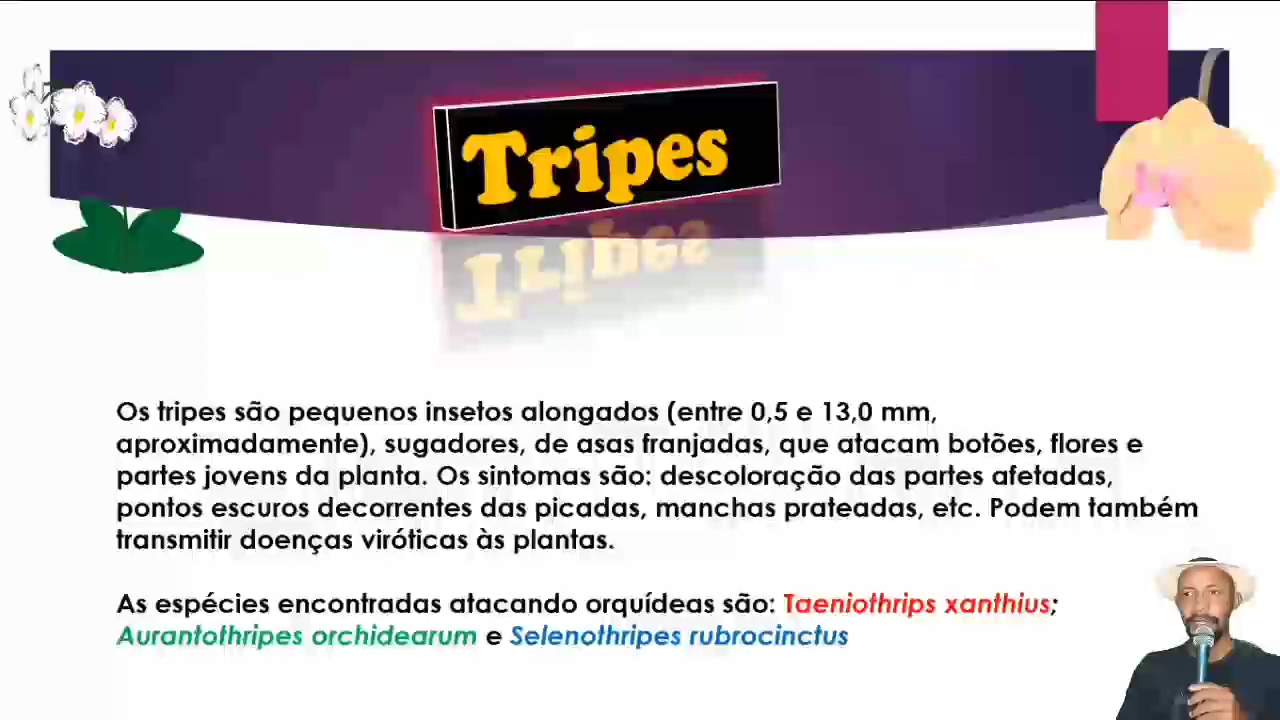 Tripes
Os tripes são pequenos insetos alongados (entre 0,5 e 13,0 mm,
aproximadamente), sugadores, de asas franjadas, que atacam botões, flores e
partes jovens da planta. Os sintomas são: descoloração das partes afetadas,
pontos escuros decorrentes das picadas, manchas prateadas, etc. Podem também
transmitir doenças viróticas às plantas.
As espécies encontradas atacando orquídeas são: Taeniothrips xanthius;
Aurantothripes orchidearum e Selenothripes rubrocinctus